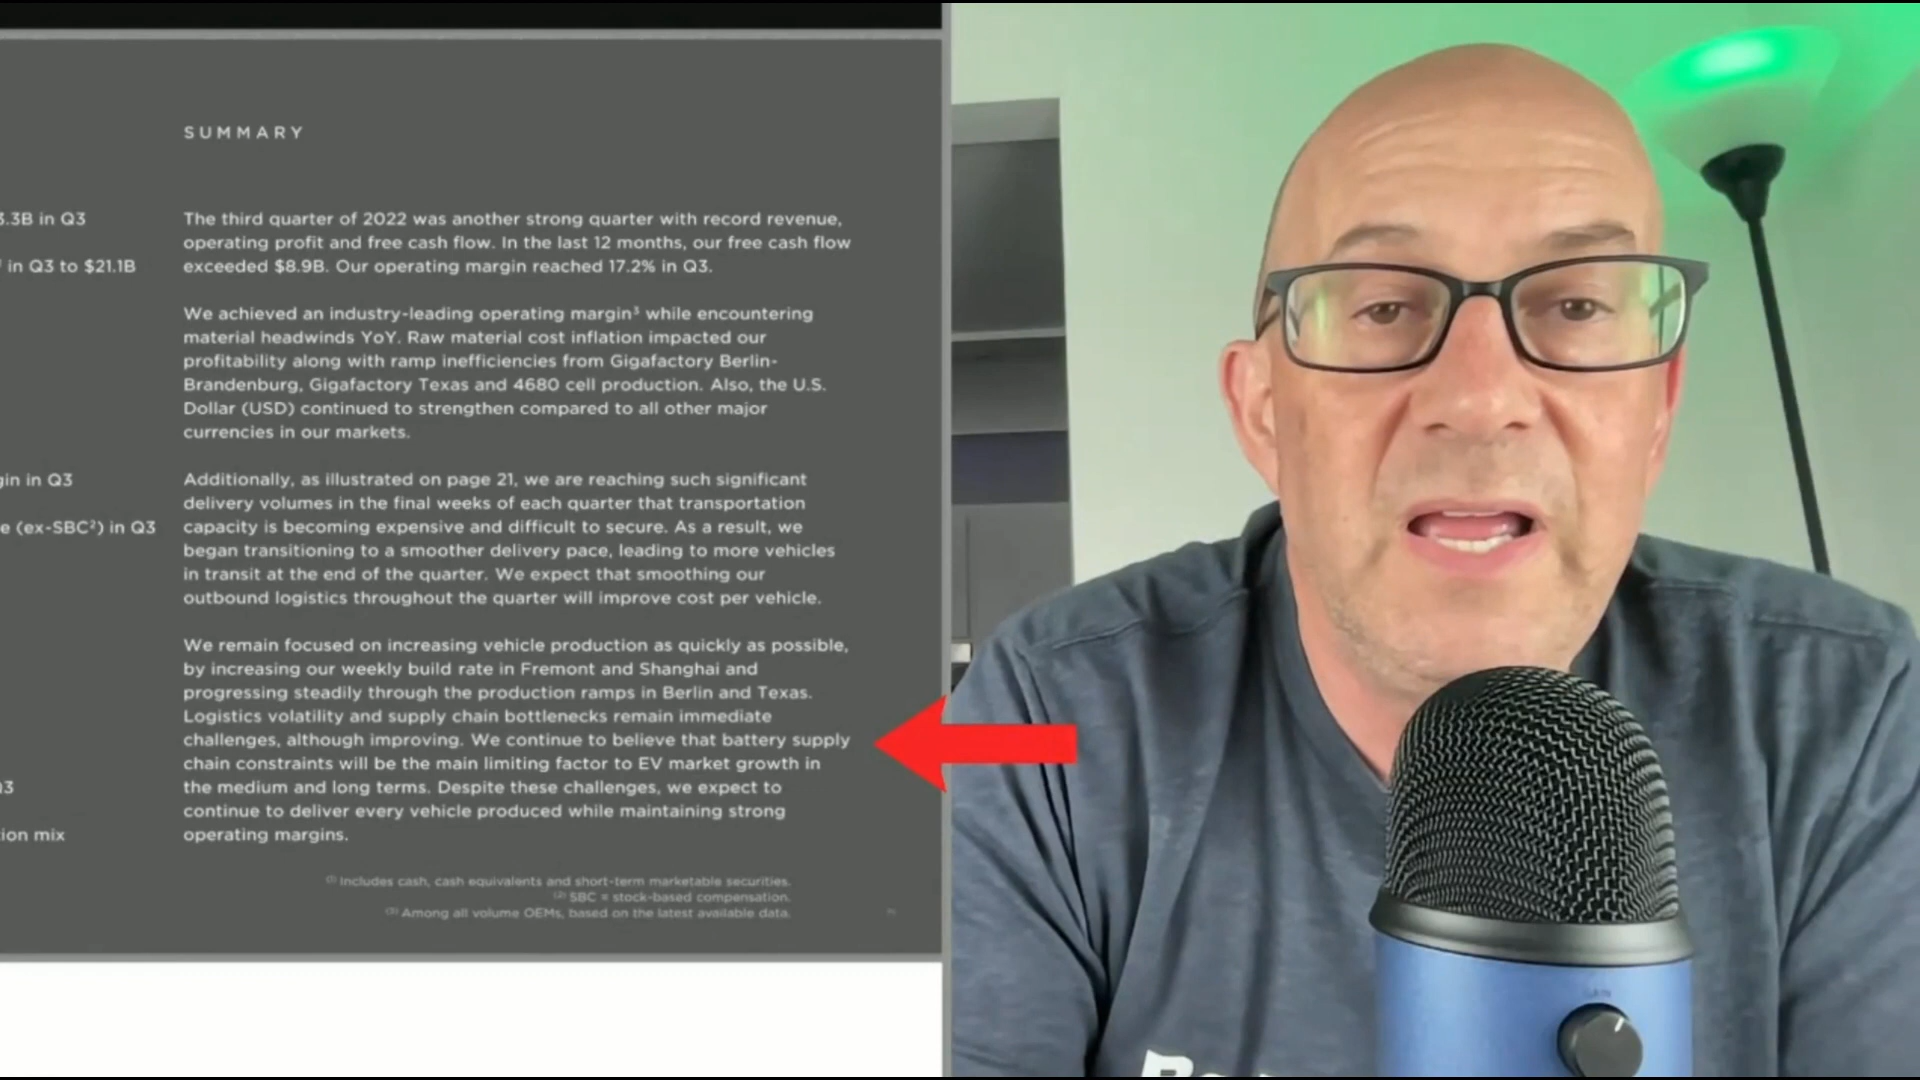 SUMMARY
3.3B in Q3
in Q3 to $21.1B
gin in Q3
e (ex-SBC²) in Q3
Q3
tion mix
The third quarter of 2022 was another strong quarter with record revenue,
operating profit and free cash flow. In the last 12 months, our free cash flow
exceeded $8.9B. Our operating margin reached 17.2% in Q3.
We achieved an industry-leading operating margin³ while encountering
material headwinds YoY. Raw material cost inflation impacted our
profitability along with ramp inefficiencies from Gigafactory Berlin-
Brandenburg, Gigafactory Texas and 4680 cell production. Also, the U.S.
Dollar (USD) continued to strengthen compared to all other major
currencies in our markets.
Additionally, as illustrated on page 21, we are reaching such significant
delivery volumes in the final weeks of each quarter that transportation
capacity is becoming expensive and difficult to secure. As a result, we
began transitioning to a smoother delivery pace, leading to more vehicles
in transit at the end of the quarter. We expect that smoothing our
outbound logistics throughout the quarter will improve cost per vehicle.
We remain focused on increasing vehicle production as quickly as possible,
by increasing our weekly build rate in Fremont and Shanghai and
progressing steadily through the production ramps in Berlin and Texas.
Logistics volatility and supply chain bottlenecks remain immediate
challenges, although improving. We continue to believe that battery supply
chain constraints will be the main limiting factor to EV market growth in
the medium and long terms. Despite these challenges, we expect to
continue to deliver every vehicle produced while maintaining strong
operating margins.
(1) Includes cash, cash equivalents and short-term marketable securities.
(2) SBC = stock-based compensation.
(3) Among all volume OEMs, based on the latest available data.
GAIN